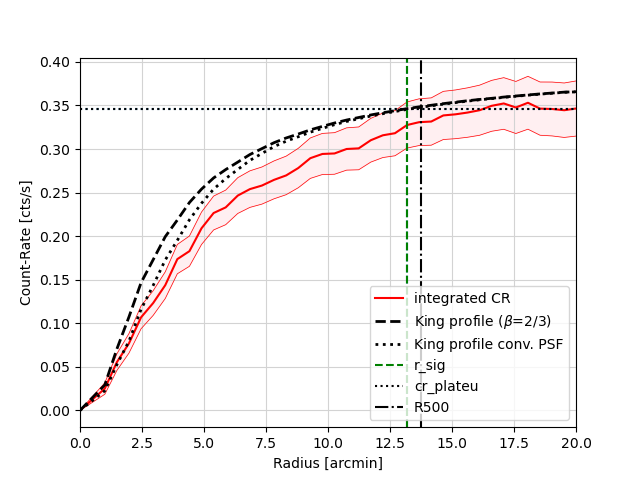 0.40
0.35
0.30
0.25
0.20
0.15
0.10
0.05
0.00
Count-Rate [cts/s]
integrated CR
King profile (β=2/3)
King profile conv. PSF
r_sig
cr_plateu
R500
0.0 2.5 5.0 7.5 10.0 12.5 15.0 17.5 20.0
Radius [arcmin]